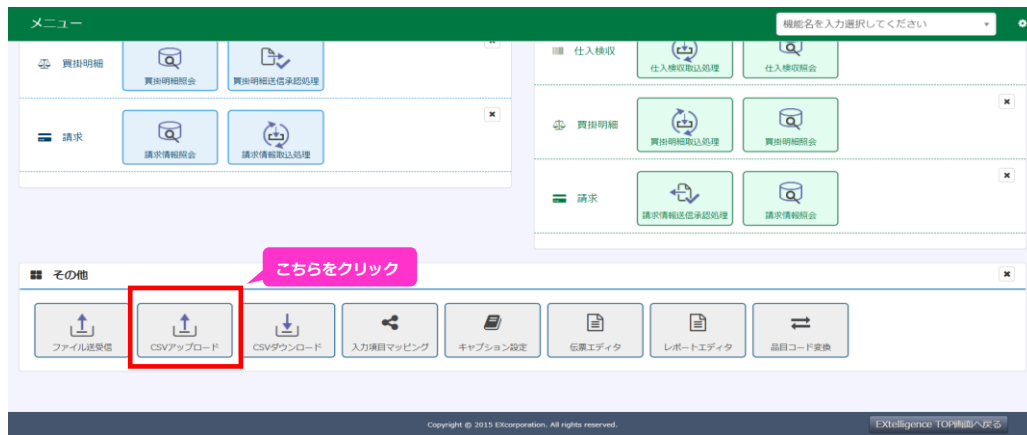 メニュー
機能名を入力選択してください
買掛明細
買掛明細照会
買掛明細送信承認処理
請求
請求情報照会
請求情報取込処理
仕入検収
仕入検収取込処理
仕入検収照会
買掛明細
買掛明細取込処理
買掛明細照会
請求
請求情報送信承認処理
請求情報照会
その他
こちらをクリック
ファイル送受信
CSVアップロード
CSVダウンロード
入力項目マッピング
キャプション設定
伝票エディタ
レポートエディタ
品目コード変換
Copyright © 2015 EXcorporation. All rights reserved.
EXtelligence TOP画面へ戻る